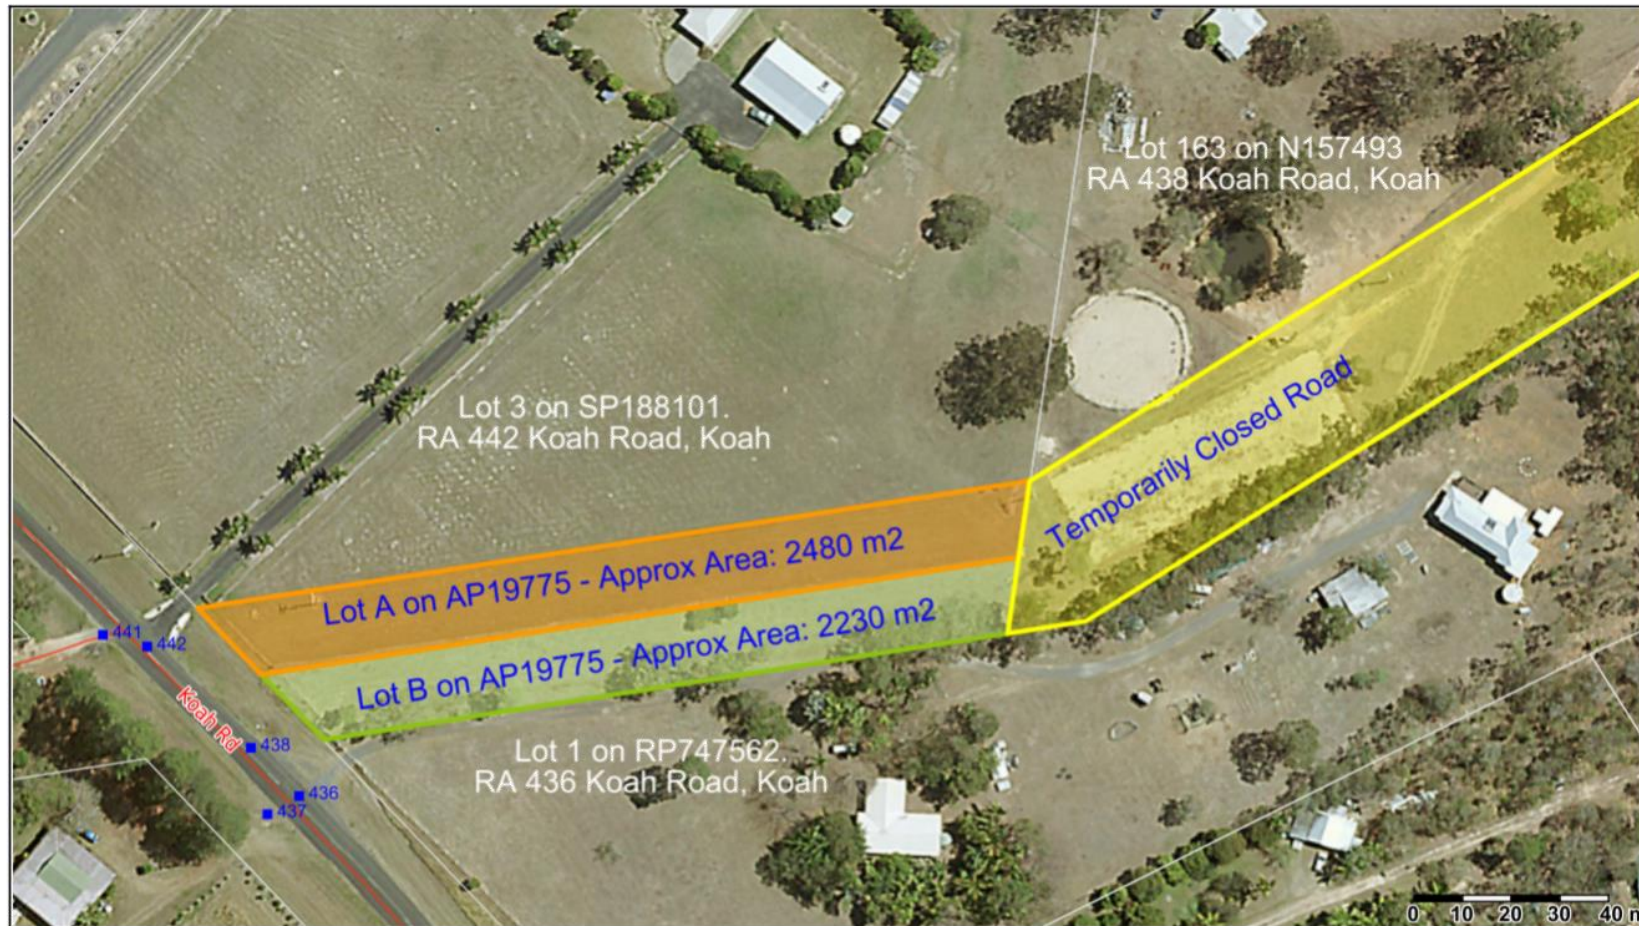 Lot 163 on N157493
RA 438 Koah Road, Koah
Temporarily Closed Road
Lot 3 on SP188101.
RA 442 Koah Road, Koah
Lot A on AP19775 - Approx Area: 2480 m2
Lot B on AP19775 - Approx Area: 2230 m2
441
442
Koah Rd
438
436
437
Lot 1 on RP747562.
RA 436 Koah Road, Koah
0 10 20 30 40 m